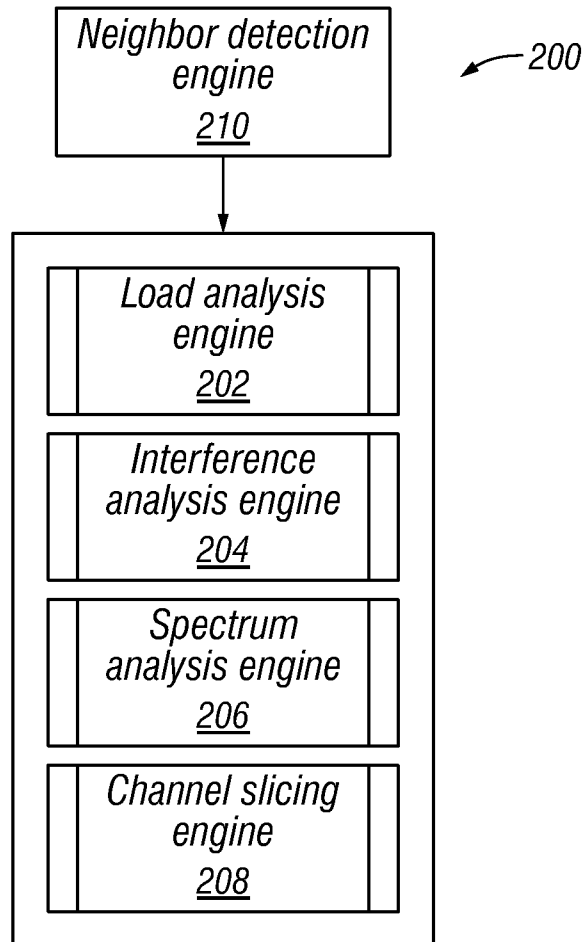 Neighbor detection
engine
210
200
Load analysis
engine
202
Interference
analysis engine
204
Spectrum
analysis engine
206
Channel slicing
engine
208